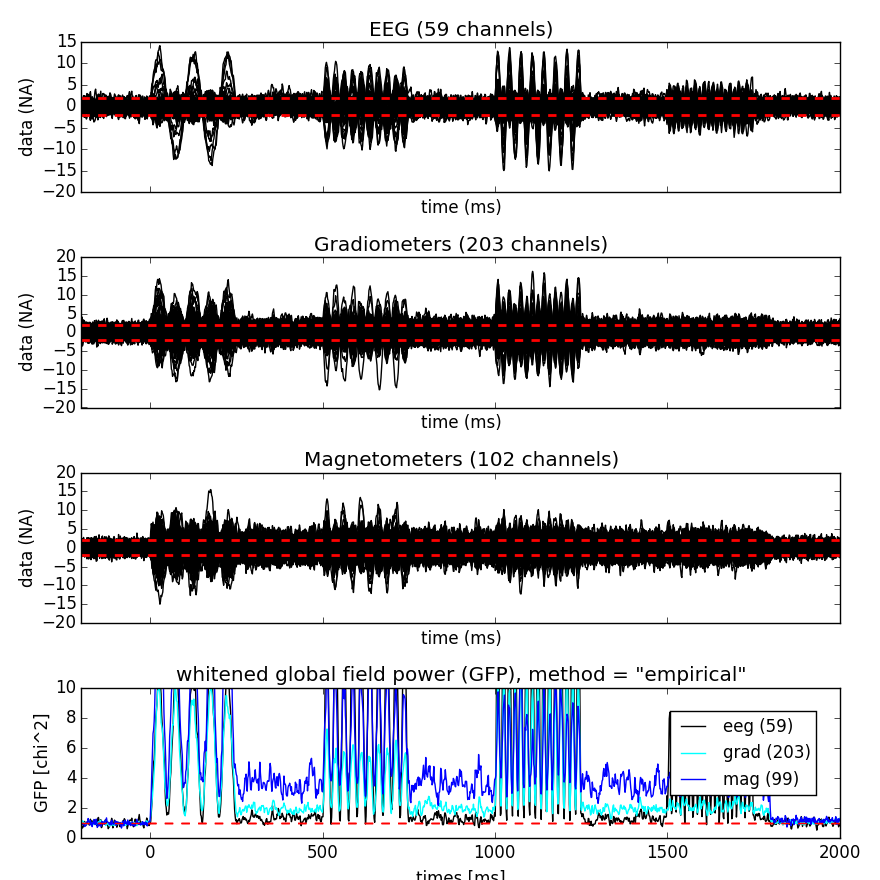 EEG (59 channels)
15
10
5
0
−5
−10
−15
−20
data (NA)
time (ms)
Gradiometers (203 channels)
20
15
10
5
0
−5
−10
−15
−20
data (NA)
time (ms)
Magnetometers (102 channels)
20
15
10
5
0
−5
−10
−15
−20
data (NA)
time (ms)
whitened global field power (GFP), method = "empirical"
10
8
6
4
2
0
GFP [chi^2]
eeg (59)
grad (203)
mag (99)
0 500 1000 1500 2000
times [ms]